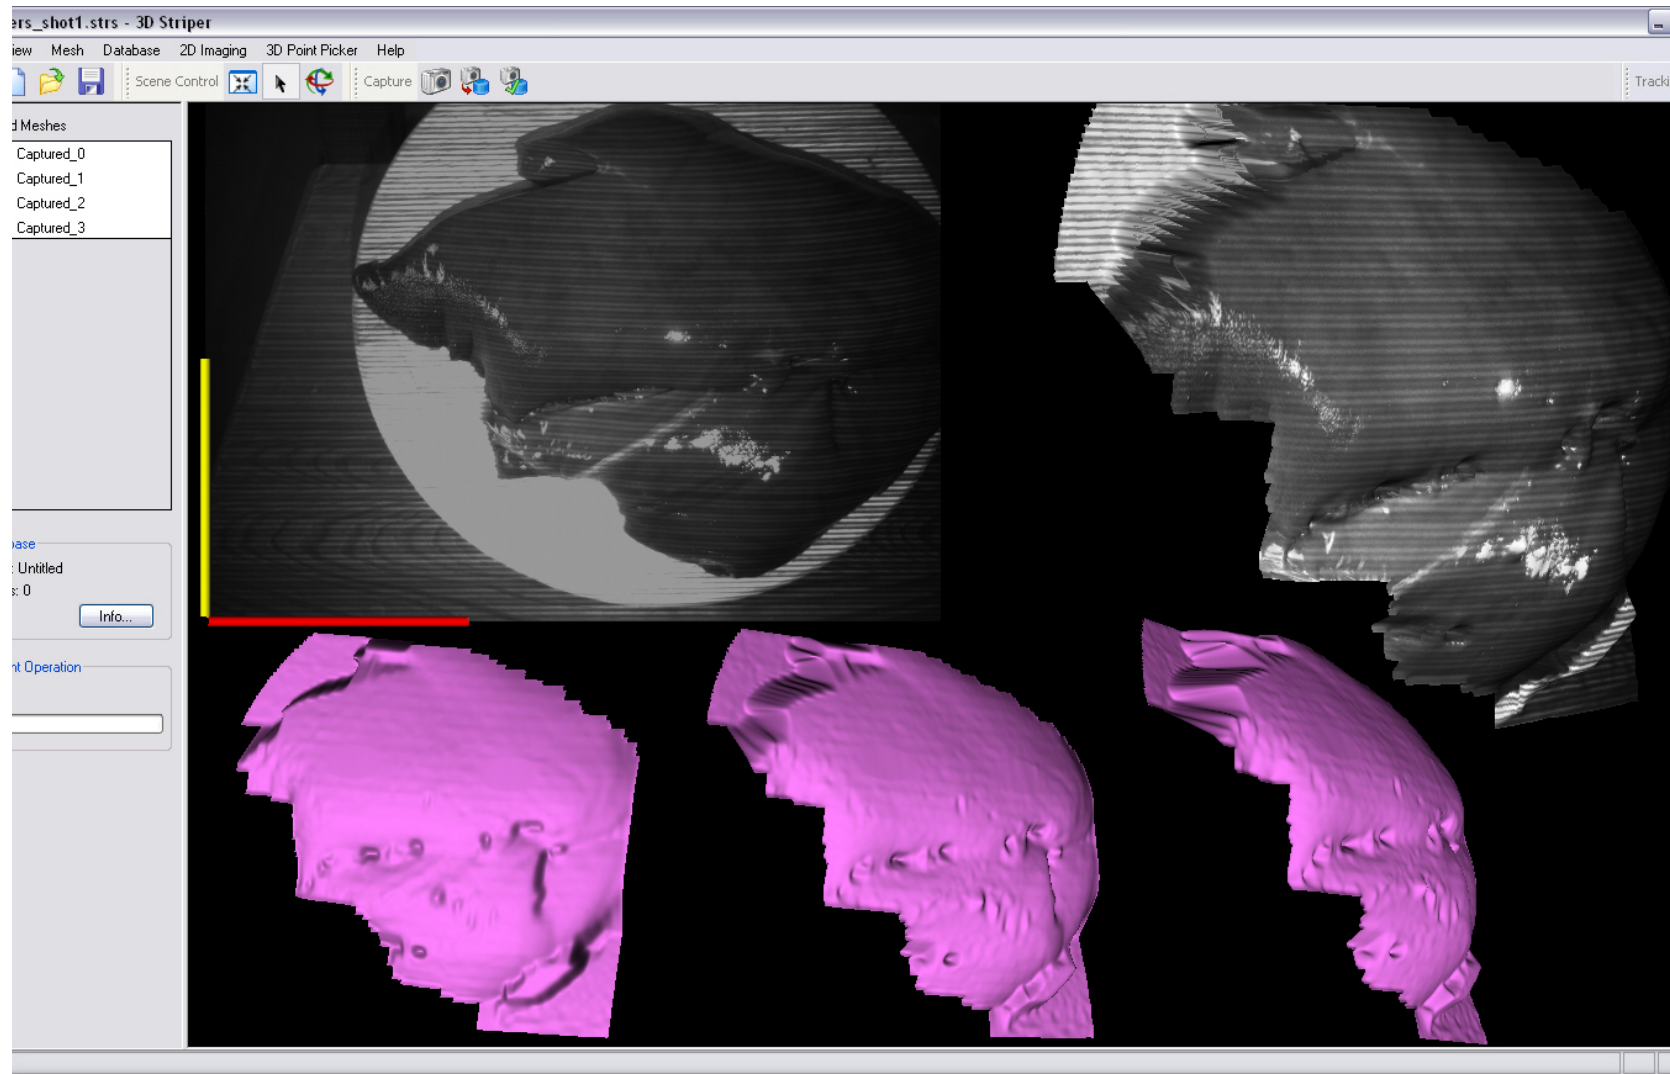 ers_shot1.strs - 3D Striper
iew Mesh Database 2D Imaging 3D Point Picker Help
Scene Control Capture Tracki
d Meshes
Captured_0
Captured_1
Captured_2
Captured_3
base
: Untitled
s: 0
Info...
nt Operation